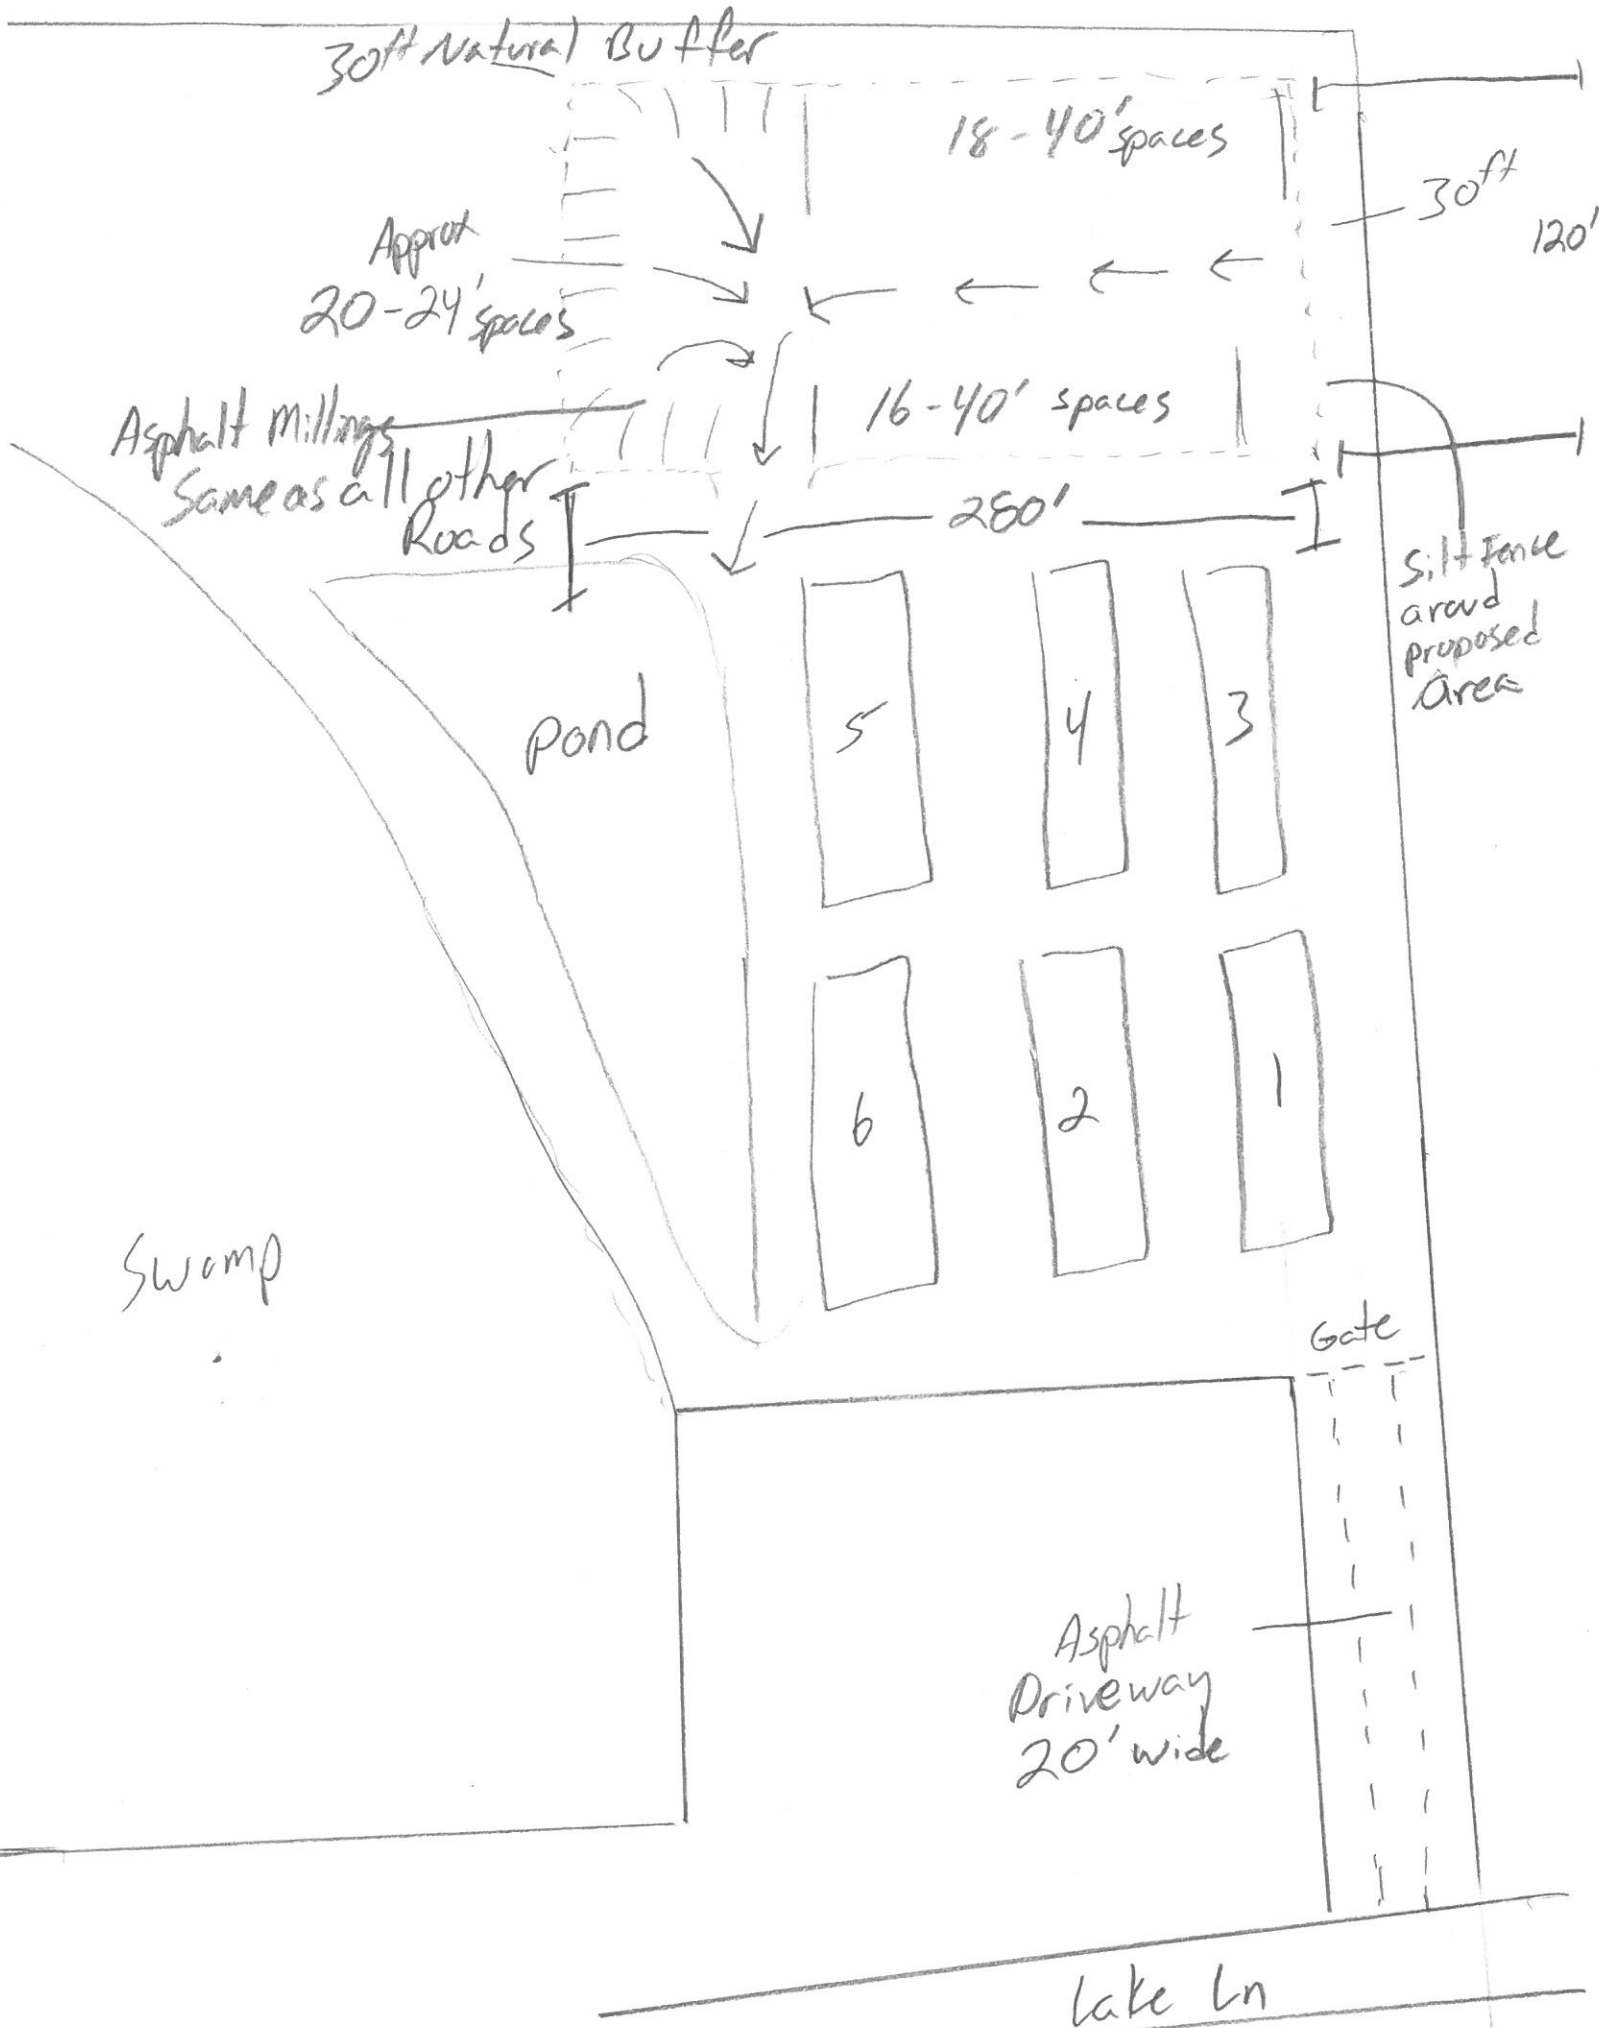 30ft Natural Buffer
18-40' spaces
30ft
120'
Approx
20-24' spaces
16-40' spaces
Asphalt Millings
Same as all other
Roads
280'
Silt Fence
aroud
proposed
Area
Pond
5
4
3
6
2
1
Swamp
Gate
Asphalt
Driveway
20' wide
Lake Ln